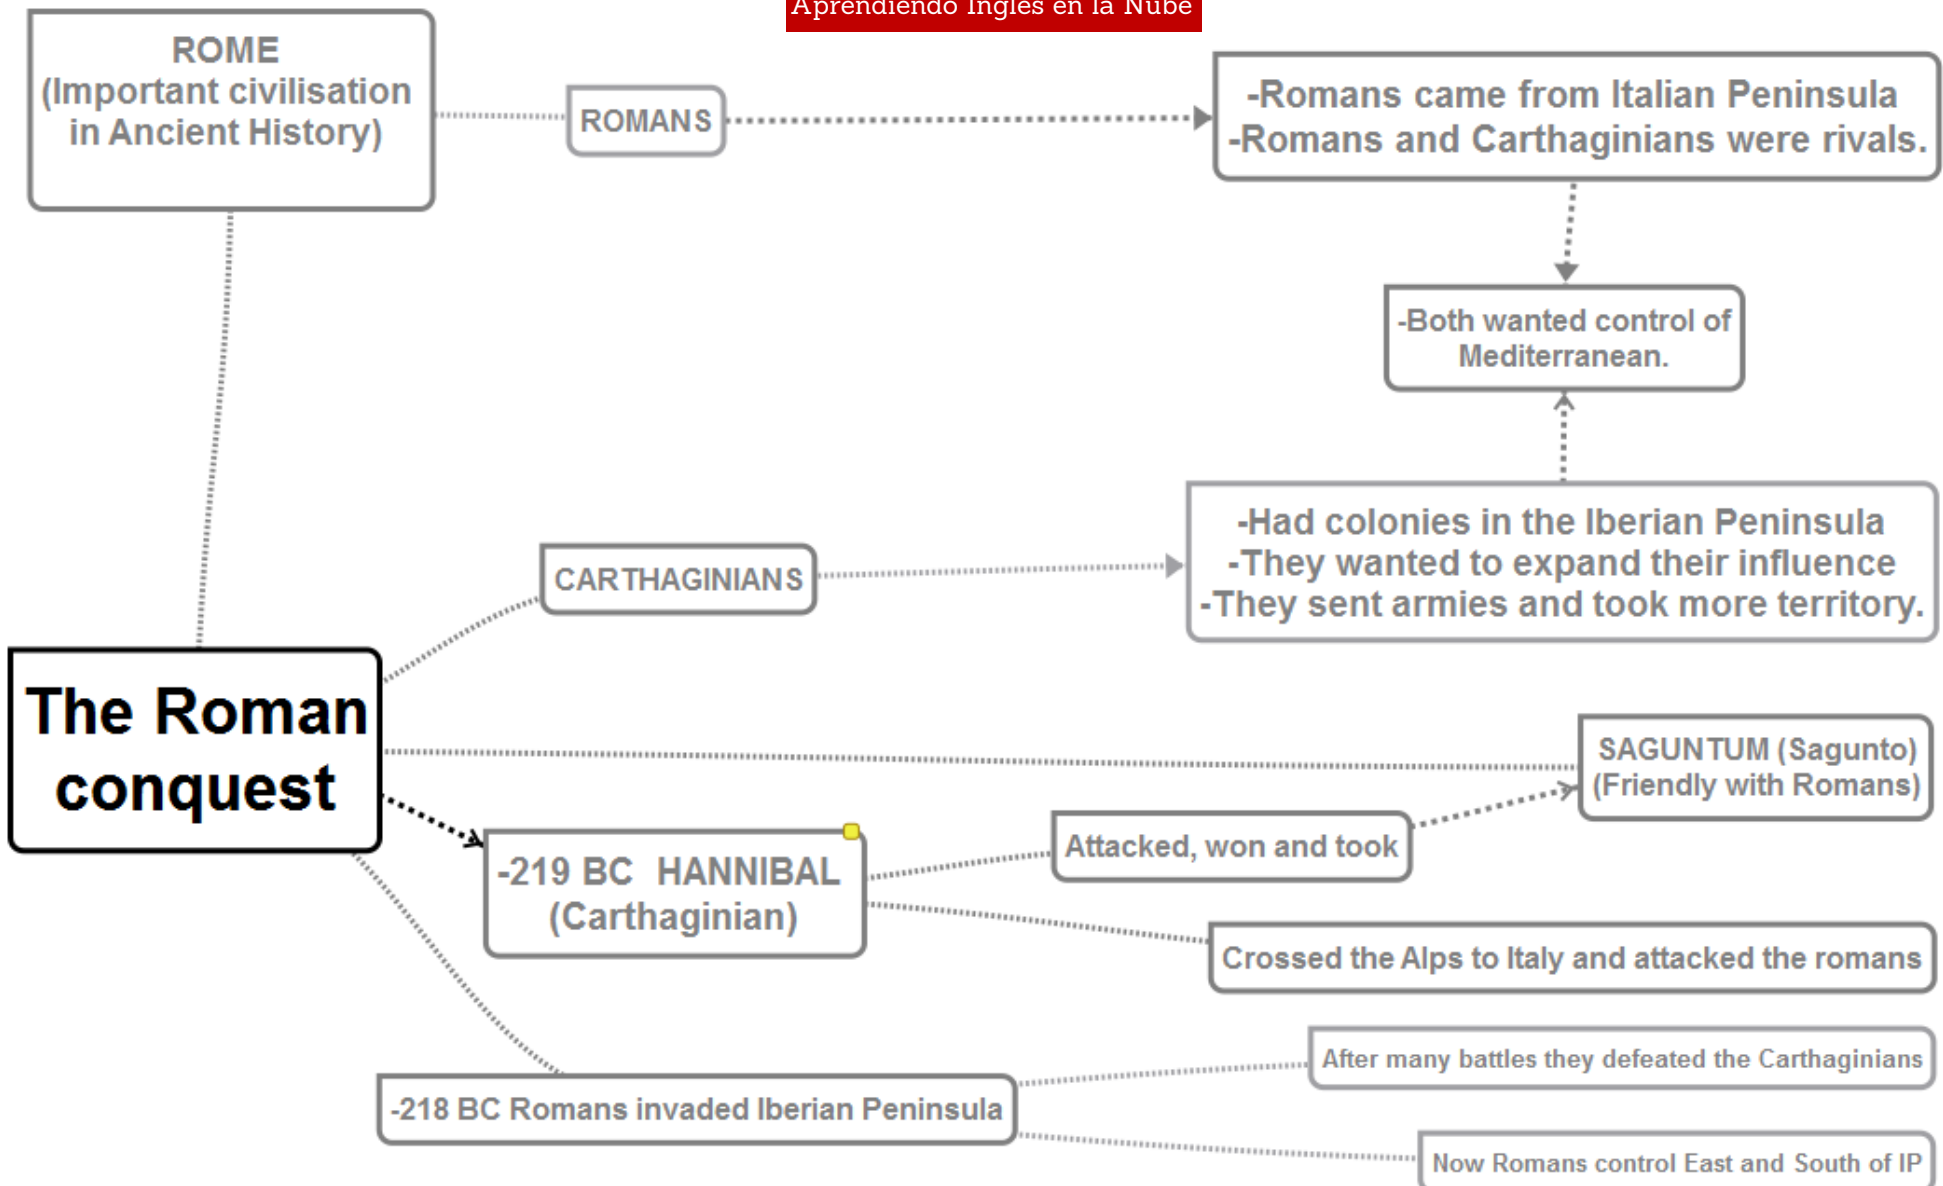 Aprendiendo Ingles en la Nube
ROME
(Important civilisation
in Ancient History)
ROMANS
-Romans came from Italian Peninsula
-Romans and Carthaginians were rivals.
-Both wanted control of
Mediterranean.
CARTHAGINIANS
-Had colonies in the Iberian Peninsula
-They wanted to expand their influence
-They sent armies and took more territory.
The Roman
conquest
SAGUNTUM (Sagunto)
(Friendly with Romans)
Attacked, won and took
-219 BC HANNIBAL
(Carthaginian)
Crossed the Alps to Italy and attacked the romans
After many battles they defeated the Carthaginians
-218 BC Romans invaded Iberian Peninsula
Now Romans control East and South of IP